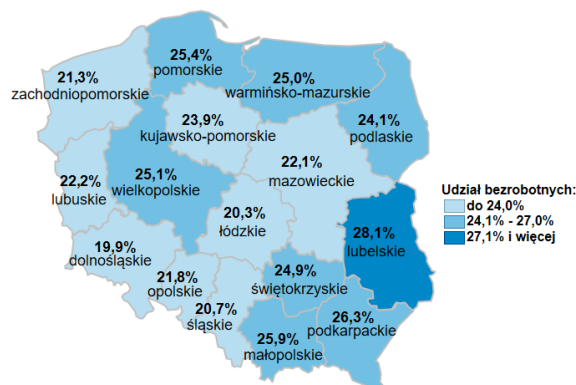 25,4%
pomorskie
21,3%
zachodniopomorskie
25,0%
warmińsko-mazurskie
23,9%
kujawsko-pomorskie
24,1%
podlaskie
22,1%
mazowieckie
25,1%
wielkopolskie
22,2%
lubuskie
20,3%
łódzkie
28,1%
lubelskie
19,9%
dolnośląskie
21,8%
opolskie
24,9%
świętokrzyskie
20,7%
śląskie
26,3%
podkarpackie
25,9%
małopolskie
Udział bezrobotnych:
do 24,0%
24,1% - 27,0%
27,1% i więcej